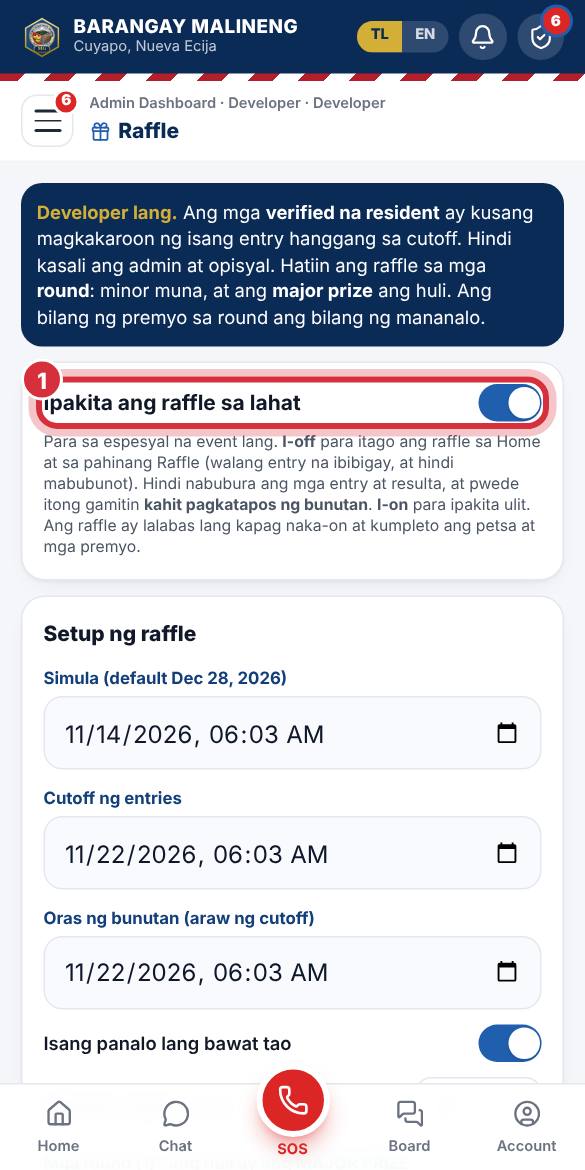 BARANGAY MALINENG
Cuyapo, Nueva Ecija
TL EN
6
6
Admin Dashboard · Developer · Developer
Raffle
Developer lang. Ang mga verified na resident ay kusang
magkakaroon ng isang entry hanggang sa cutoff. Hindi
kasali ang admin at opisyal. Hatiin ang raffle sa mga
round: minor muna, at ang major prize ang huli. Ang
bilang ng premyo sa round ang bilang ng mananalo.
1
Ipakita ang raffle sa lahat
Para sa espesyal na event lang. I-off para itago ang raffle sa Home
at sa pahinang Raffle (walang entry na ibibigay, at hindi
mabubunot). Hindi nabubura ang mga entry at resulta, at pwede
itong gamitin kahit pagkatapos ng bunutan. I-on para ipakita ulit.
Ang raffle ay lalabas lang kapag naka-on at kumpleto ang petsa at
mga premyo.
Setup ng raffle
Simula (default Dec 28, 2026)
11/14/2026, 06:03 AM
Cutoff ng entries
11/22/2026, 06:03 AM
Oras ng bunutan (araw ng cutoff)
11/22/2026, 06:03 AM
Isang panalo lang bawat tao
Home
Chat
SOS
Board
Account